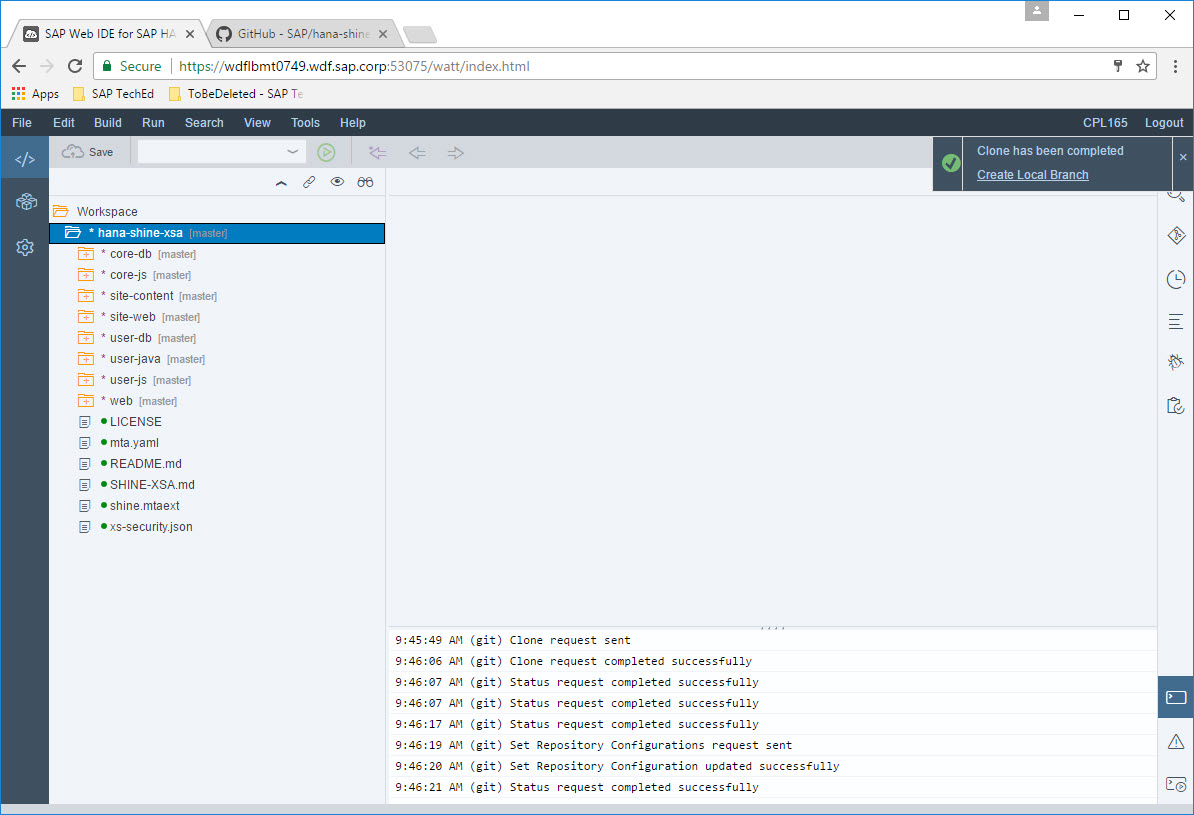 SAP Web IDE for SAP HA
GitHub - SAP/hana-shine
Secure
https://wdflbmt0749.wdf.sap.corp:53075/watt/index.html
Apps
SAP TechEd
ToBeDeleted - SAP Te
File Edit Build Run Search View Tools Help
CPL165 Logout
Save
Clone has been completed
Create Local Branch
Workspace
* hana-shine-xsa [master]
* core-db [master]
* core-js [master]
* site-content [master]
* site-web [master]
* user-db [master]
* user-java [master]
* user-js [master]
* web [master]
LICENSE
mta.yaml
README.md
SHINE-XSA.md
shine.mtaext
xs-security.json
9:45:49 AM (git) Clone request sent
9:46:06 AM (git) Clone request completed successfully
9:46:07 AM (git) Status request completed successfully
9:46:07 AM (git) Status request completed successfully
9:46:17 AM (git) Status request completed successfully
9:46:19 AM (git) Set Repository Configurations request sent
9:46:20 AM (git) Set Repository Configuration updated successfully
9:46:21 AM (git) Status request completed successfully